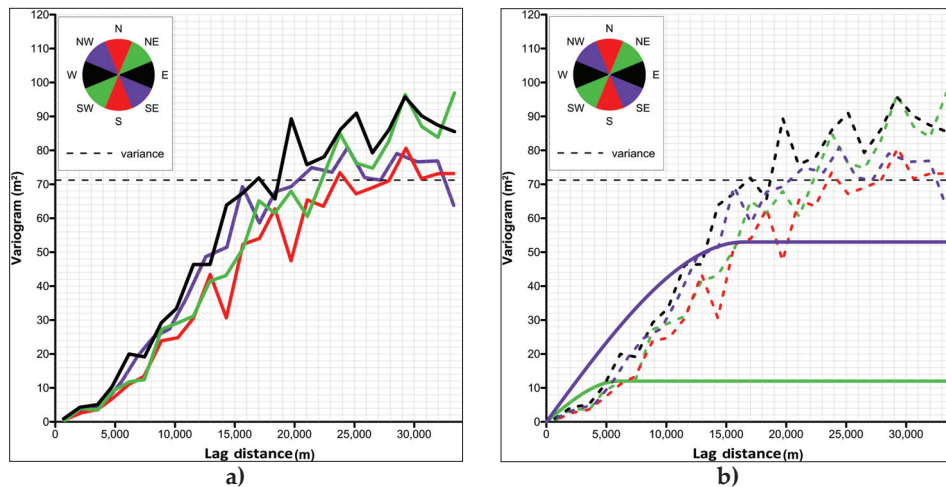 120
110
100
90
80
70
60
50
40
30
20
10
0
Variogram (m²)
N
NE
E
SE
S
SW
W
NW
variance
0
5,000
10,000
15,000
20,000
25,000
30,000
Lag distance (m)
a)
120
110
100
90
80
70
60
50
40
30
20
10
0
Variogram (m²)
N
NE
E
SE
S
SW
W
NW
variance
0
5,000
10,000
15,000
20,000
25,000
30,000
Lag distance (m)
b)